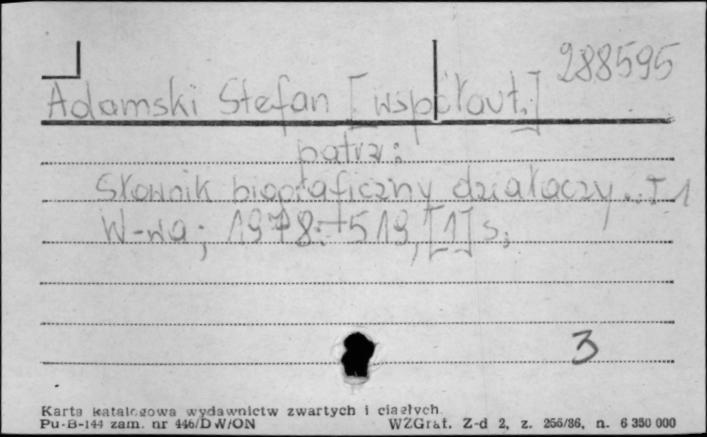 288595
Adamski Stefan [współaut.]
patrz:
Słownik biograficzny działaczy... T 1
W-wa; 1978. - 519, [1] s.
3
Karta katalogowa wydawnictw zwartych i ciągłych.
Pu-B-144 zam. nr 446/DW/ON WZGraf. Z-d 2, z. 256/86, n. 6 350 000